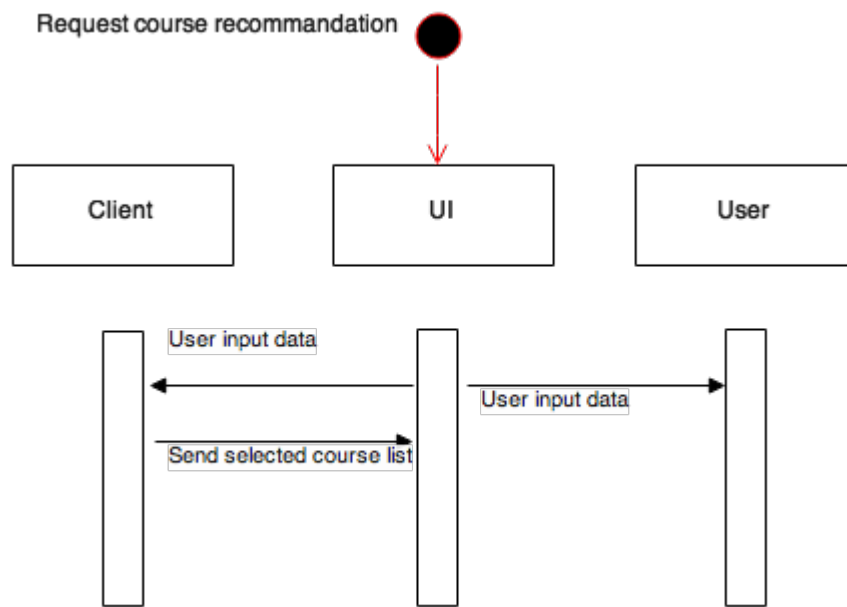 Request course recommandation
Client
UI
User
User input data
User input data
Send selected course list